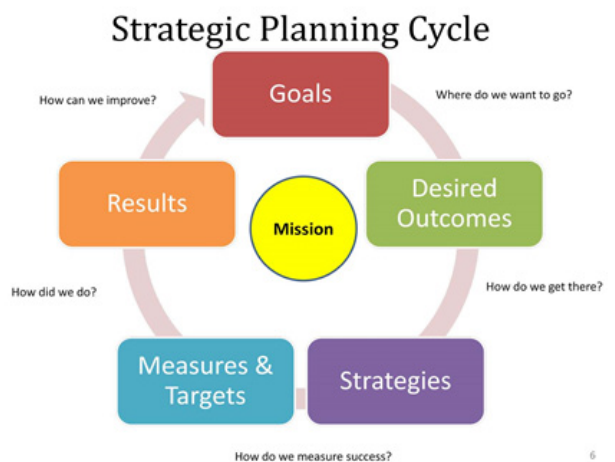 Strategic Planning Cycle
Goals
How can we improve?
Where do we want to go?
Results
Mission
Desired
Outcomes
How did we do?
How do we get there?
Measures &
Targets
Strategies
How do we measure success?
6